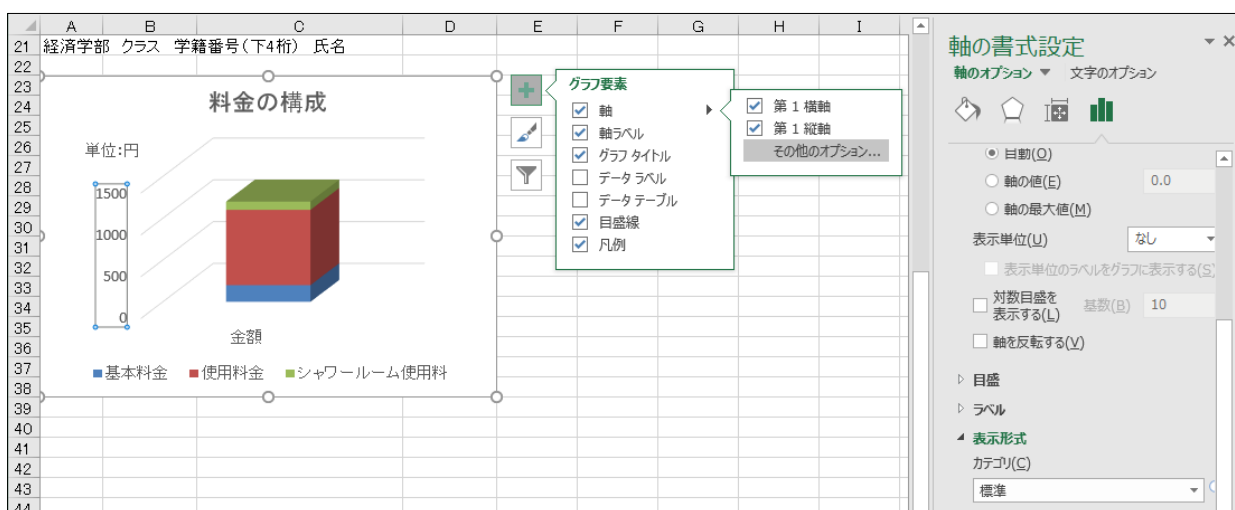 A B C D E F G H I
21 経済学部 クラス 学籍番号(下4桁) 氏名
22
23
24
25
26
27
28
29
30
31
32
33
34
35
36
37
38
39
40
41
42
43
44
料金の構成
単位:円
1500
1000
500
0
金額
基本料金 使用料金 シャワールーム使用料
グラフ要素
軸
軸ラベル
グラフ タイトル
データ ラベル
データ テーブル
目盛線
凡例
第 1 横軸
第 1 縦軸
その他のオプション...
軸の書式設定
軸のオプション 文字のオプション
自動(O)
軸の値(E) 0.0
軸の最大値(M)
表示単位(U) なし
表示単位のラベルをグラフに表示する(S)
対数目盛を
表示する(L) 基数(B) 10
軸を反転する(V)
目盛
ラベル
表示形式
カテゴリ(C)
標準